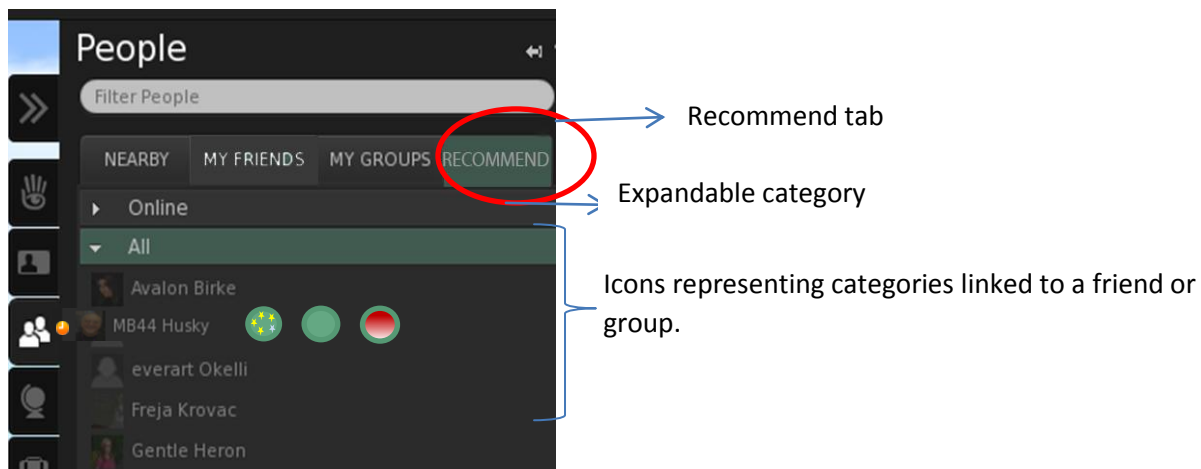 People
Filter People
Recommend tab
NEARBY MY FRIENDS MY GROUPS RECOMMEND
Expandable category
Online
All
Icons representing categories linked to a friend or
group.
Avalon Birke
MB44 Husky
everart Okelli
Freja Krovac
Gentle Heron